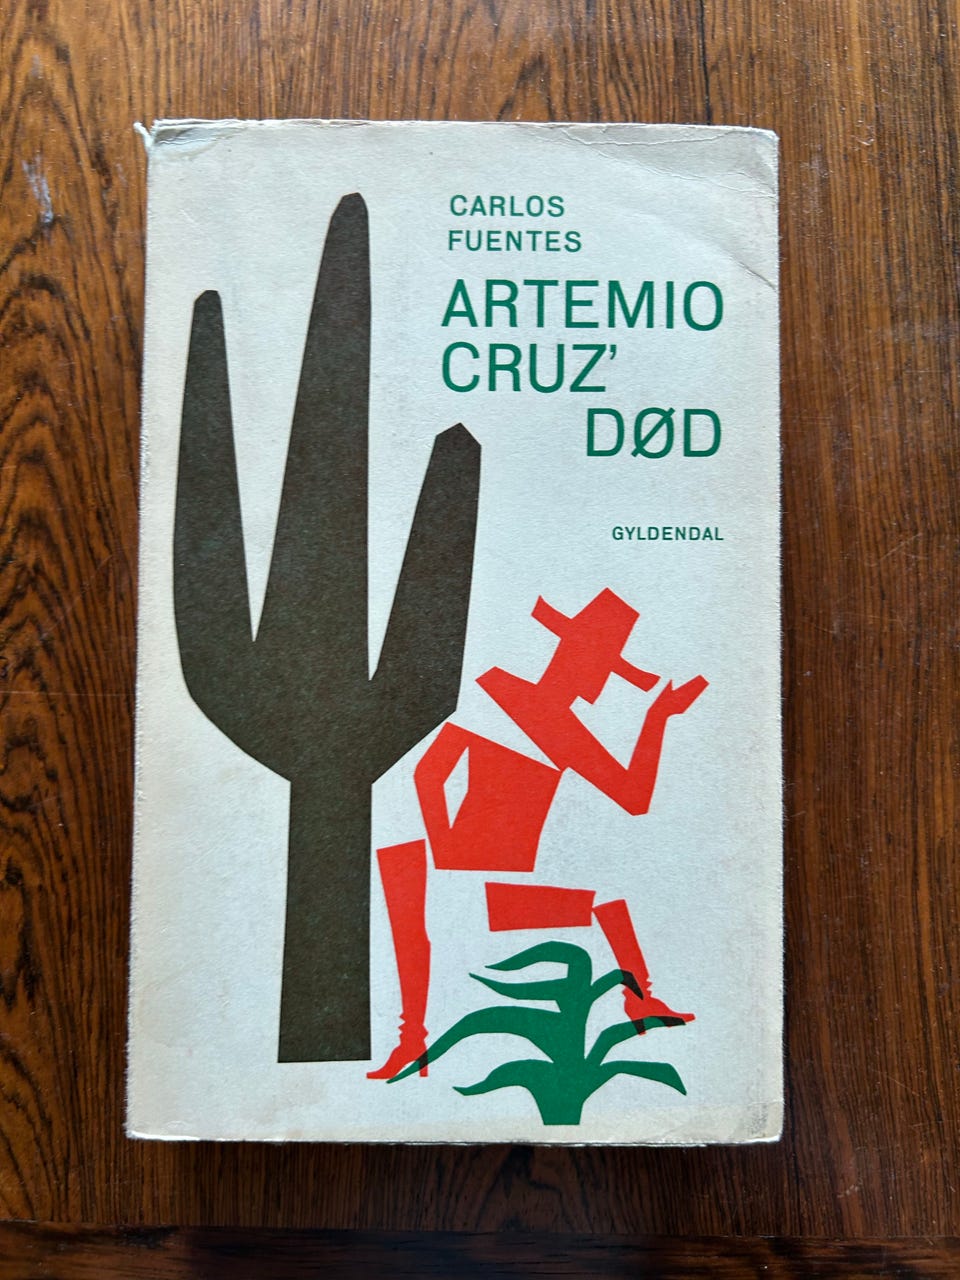 CARLOS
FUENTES
ARTEMIO
CRUZ’
DØD
GYLDENDAL